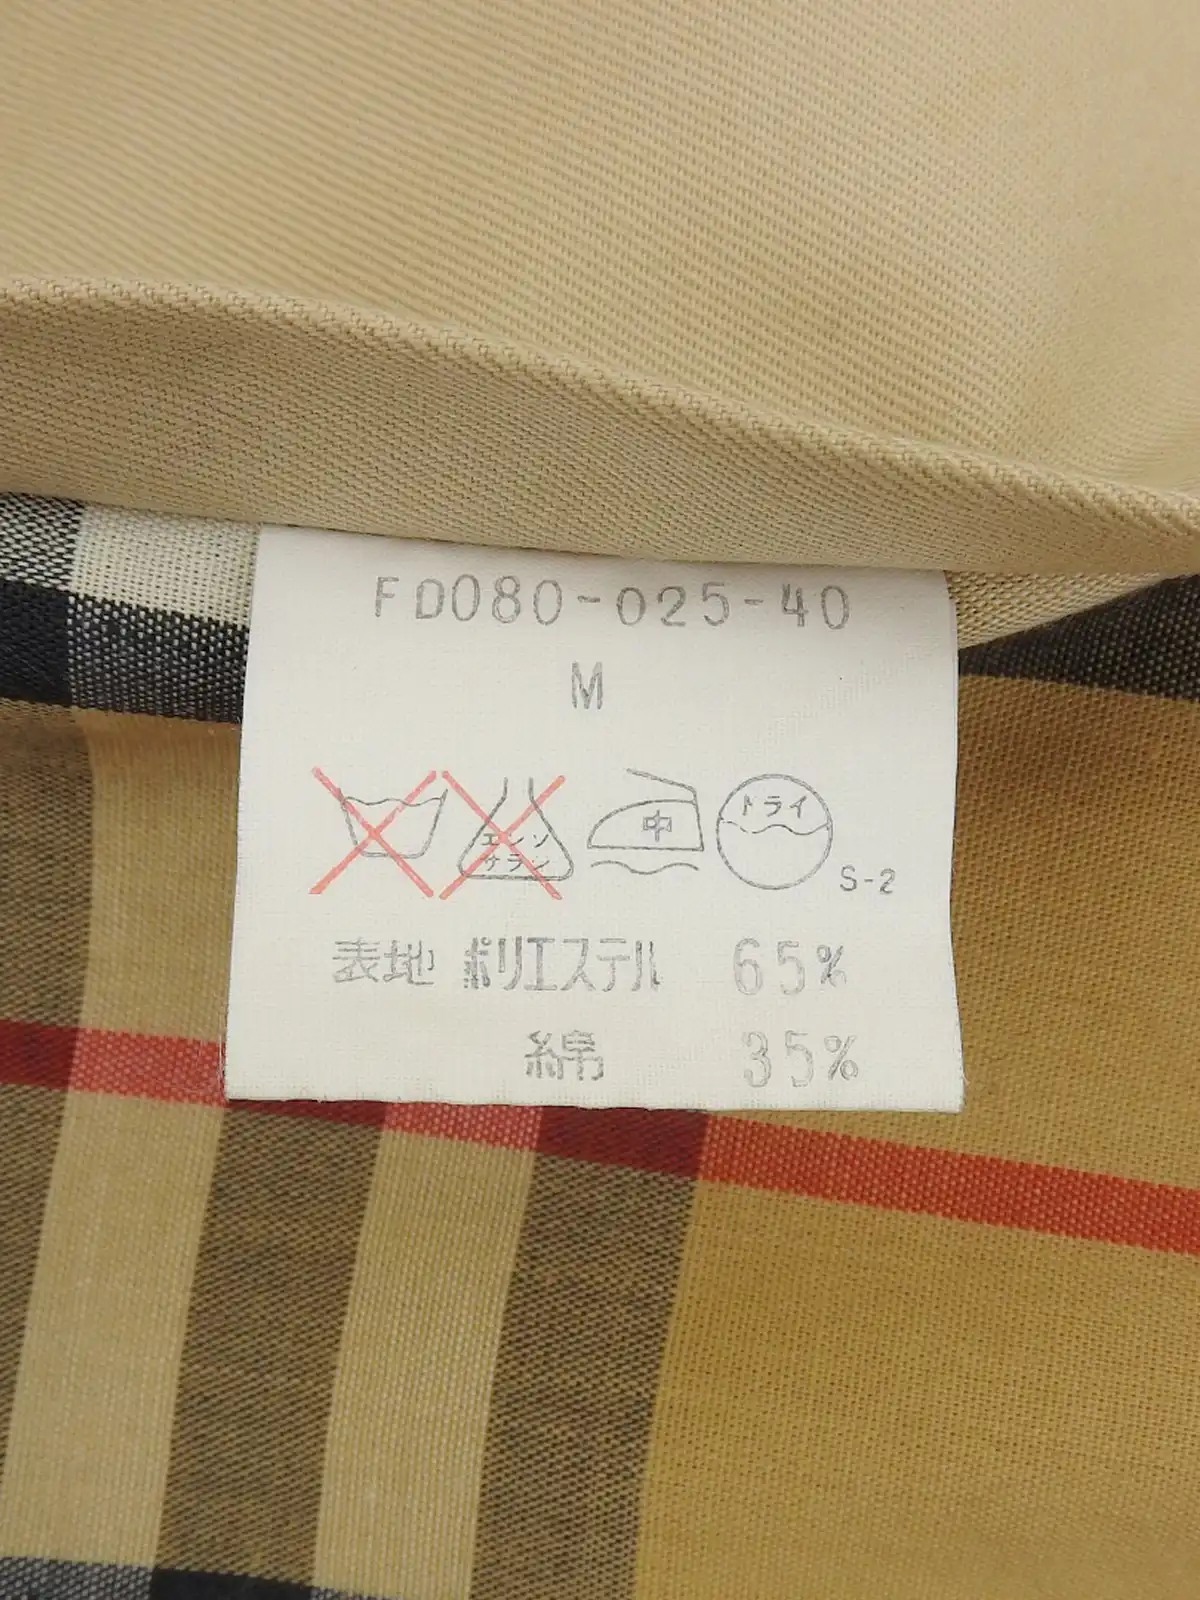 FD080-025-40
M
エンソ
サラシ
中
ドライ
S-2
表地 ポリエステル 65%
綿 35%